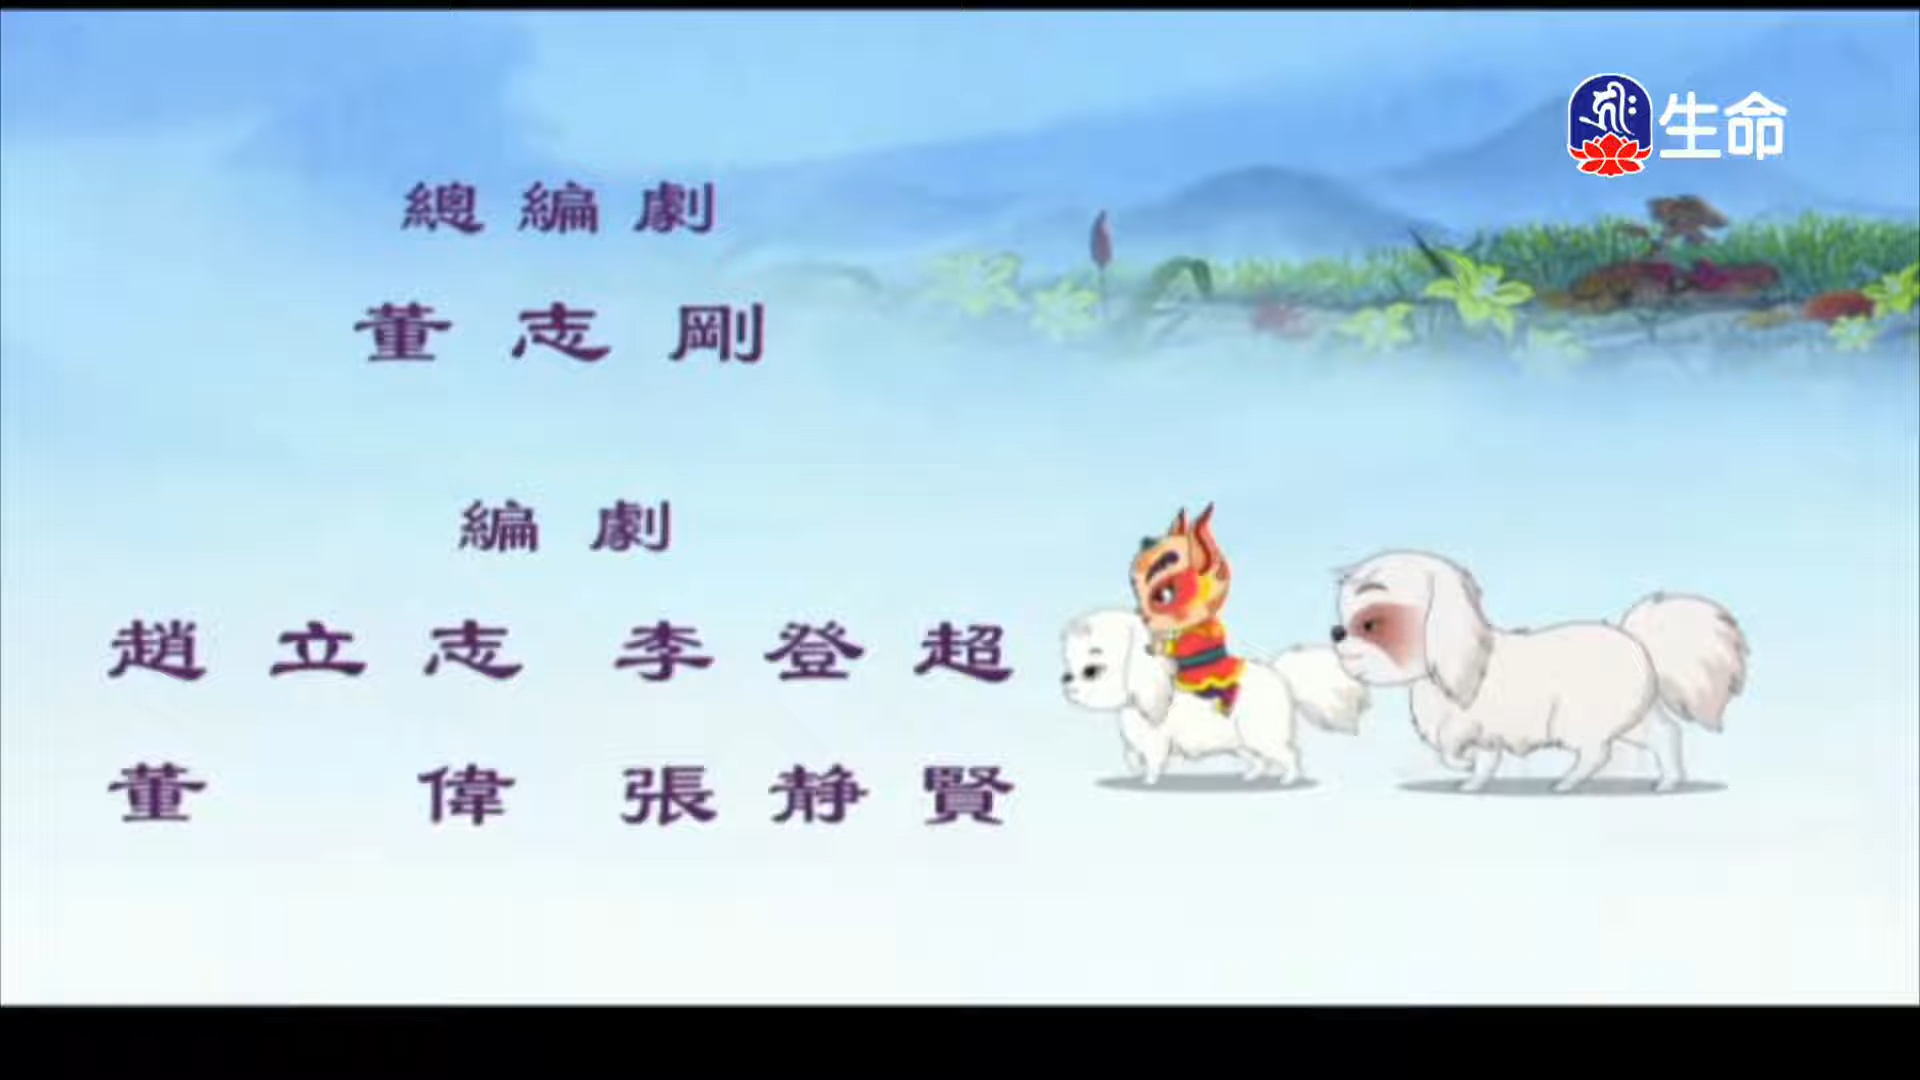 生命
總編劇
董志剛
編劇
趙立志 李登超
董偉 張靜賢